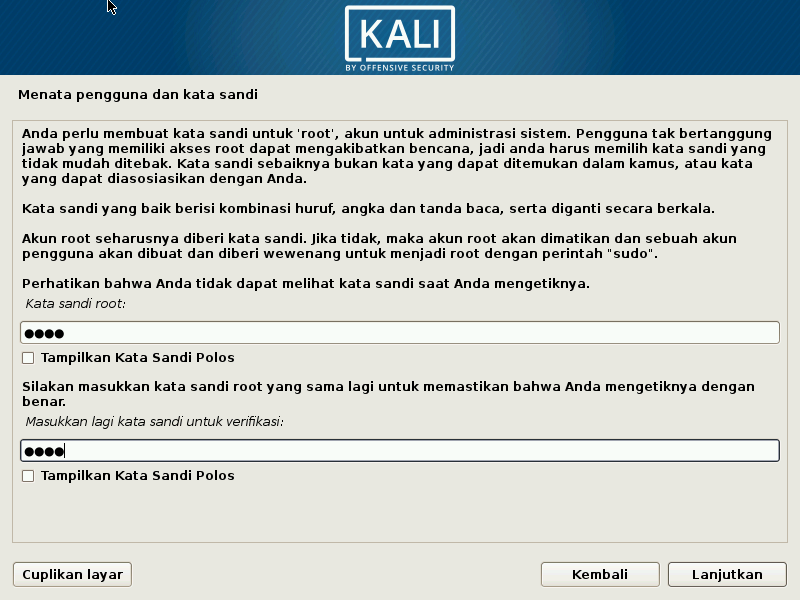 KALI
BY OFFENSIVE SECURITY
Menata pengguna dan kata sandi
Anda perlu membuat kata sandi untuk 'root', akun untuk administrasi sistem. Pengguna tak bertanggung
jawab yang memiliki akses root dapat mengakibatkan bencana, jadi anda harus memilih kata sandi yang
tidak mudah ditebak. Kata sandi sebaiknya bukan kata yang dapat ditemukan dalam kamus, atau kata
yang dapat diasosiasikan dengan Anda.
Kata sandi yang baik berisi kombinasi huruf, angka dan tanda baca, serta diganti secara berkala.
Akun root seharusnya diberi kata sandi. Jika tidak, maka akun root akan dimatikan dan sebuah akun
pengguna akan dibuat dan diberi wewenang untuk menjadi root dengan perintah "sudo".
Perhatikan bahwa Anda tidak dapat melihat kata sandi saat Anda mengetiknya.
Kata sandi root:
●●●●
Tampilkan Kata Sandi Polos
Silakan masukkan kata sandi root yang sama lagi untuk memastikan bahwa Anda mengetiknya dengan
benar.
Masukkan lagi kata sandi untuk verifikasi:
●●●●
Tampilkan Kata Sandi Polos
Cuplikan layar
Kembali
Lanjutkan